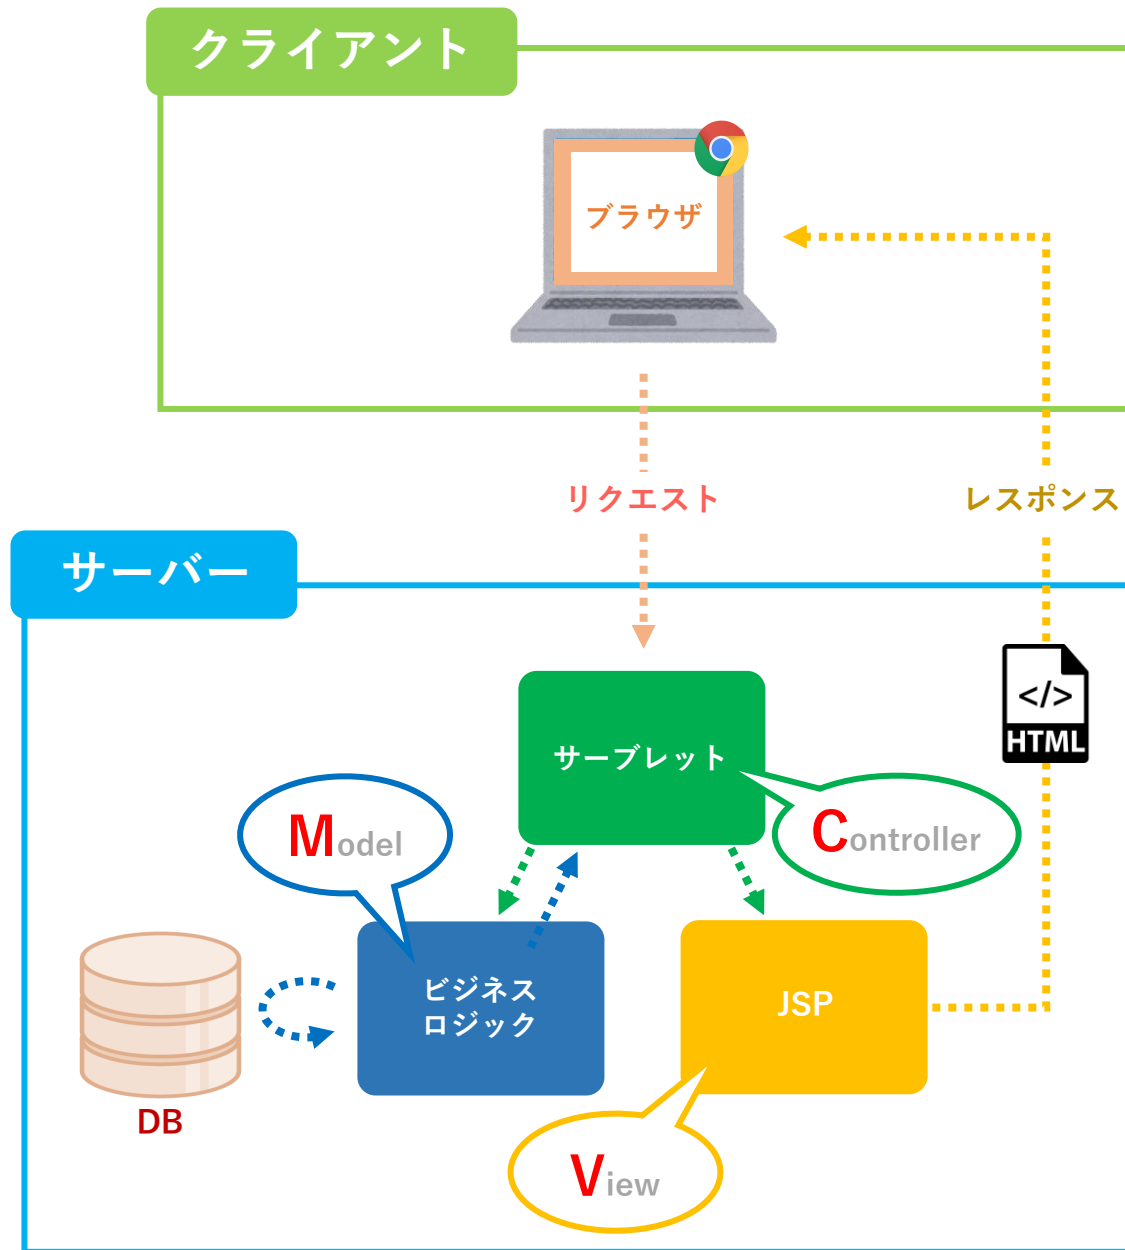 クライアント
ブラウザ
リクエスト
レスポンス
サーバー
</>
HTML
サーブレット
Model
Controller
ビジネス
ロジック
JSP
DB
View